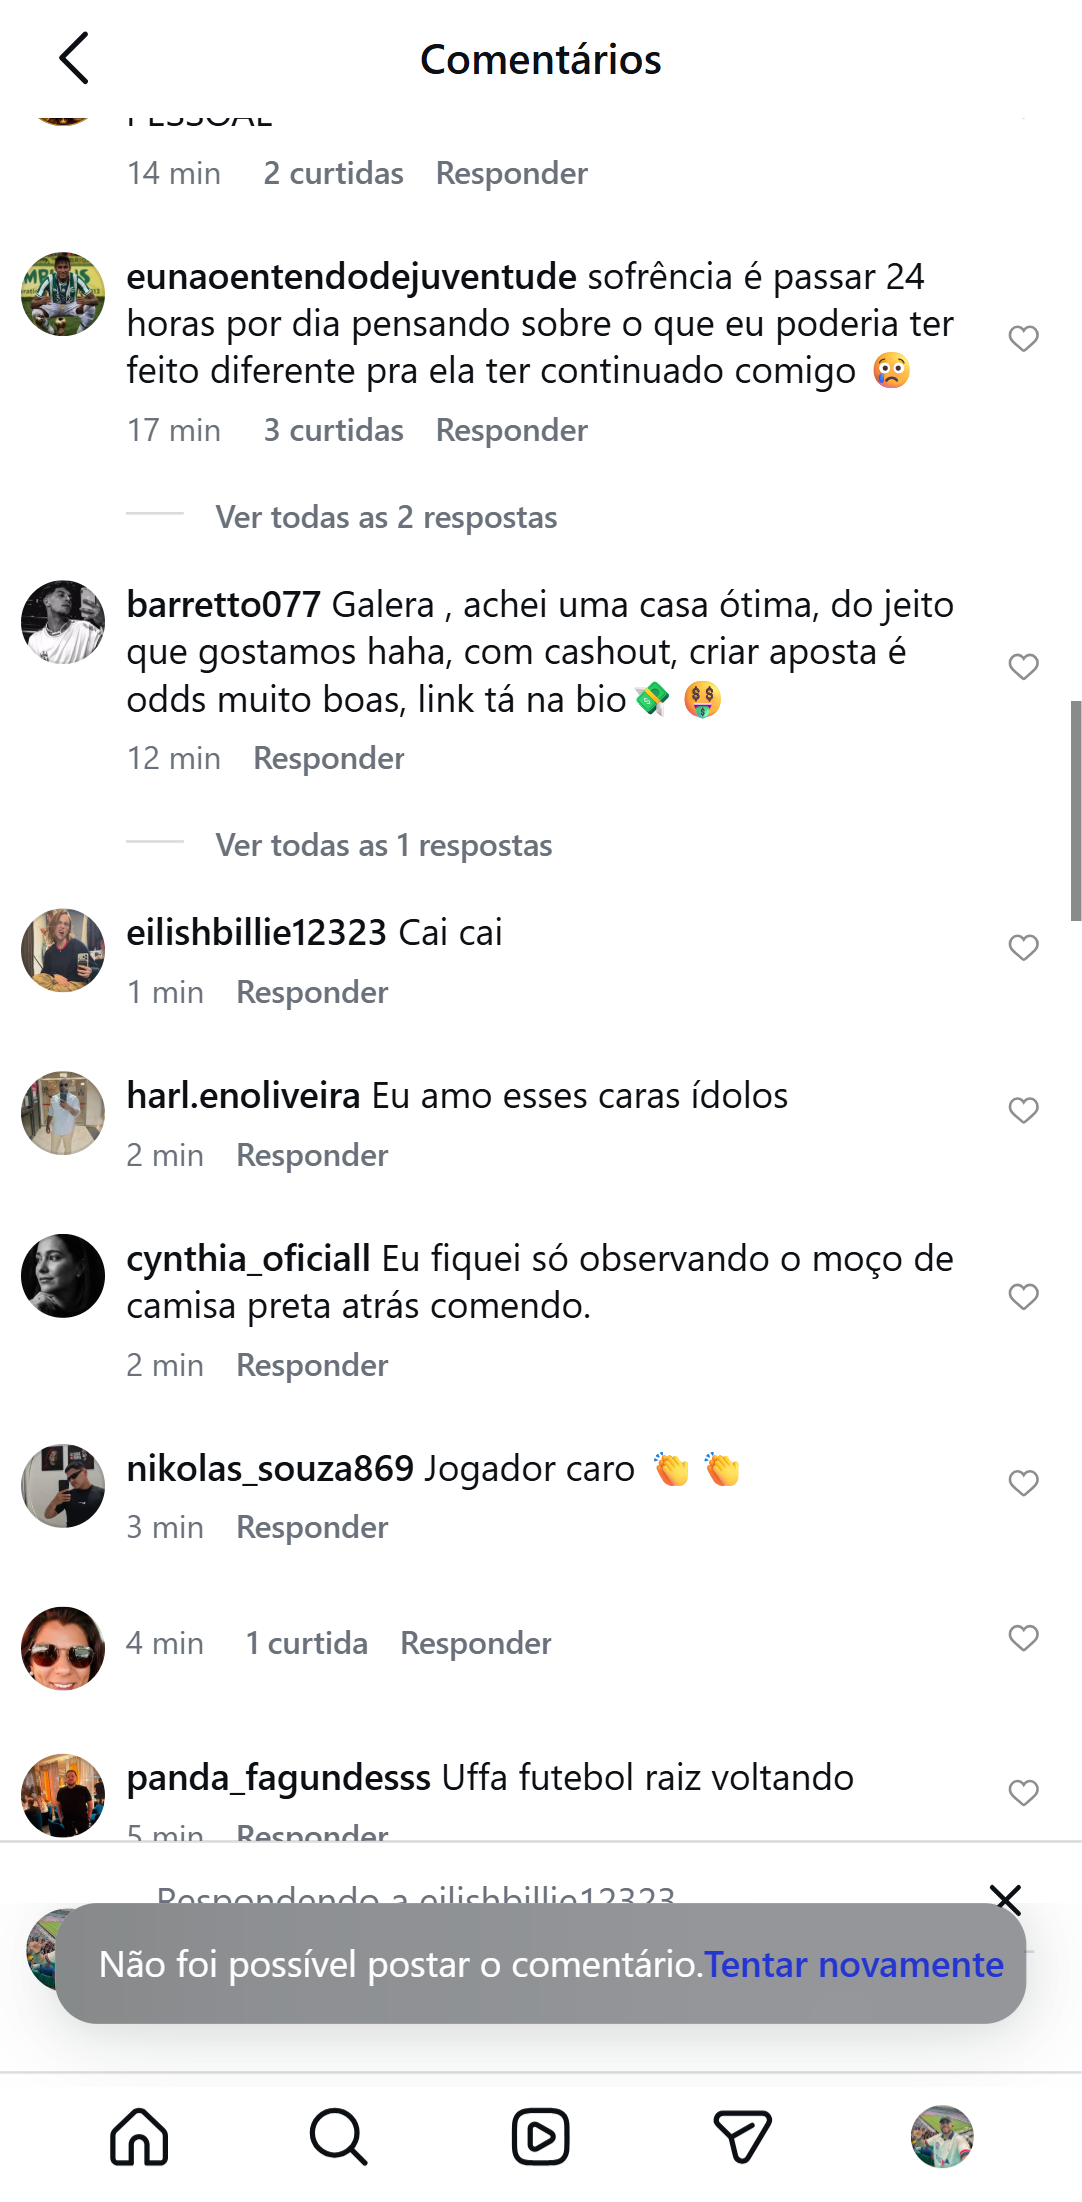 Comentários
PESSOAL
14 min 2 curtidas Responder
eunaoentendodejuventude sofrência é passar 24
horas por dia pensando sobre o que eu poderia ter
feito diferente pra ela ter continuado comigo 😢
17 min 3 curtidas Responder
Ver todas as 2 respostas
barretto077 Galera , achei uma casa ótima, do jeito
que gostamos haha, com cashout, criar aposta é
odds muito boas, link tá na bio💸 🤑
12 min Responder
Ver todas as 1 respostas
eilishbillie12323 Cai cai
1 min Responder
harl.enoliveira Eu amo esses caras ídolos
2 min Responder
cynthia_oficiall Eu fiquei só observando o moço de
camisa preta atrás comendo.
2 min Responder
nikolas_souza869 Jogador caro 👏 👏
3 min Responder
4 min 1 curtida Responder
panda_fagundesss Uffa futebol raiz voltando
5 min Responder
Respondendo a eilishbillie12323
Não foi possível postar o comentário.Tentar novamente